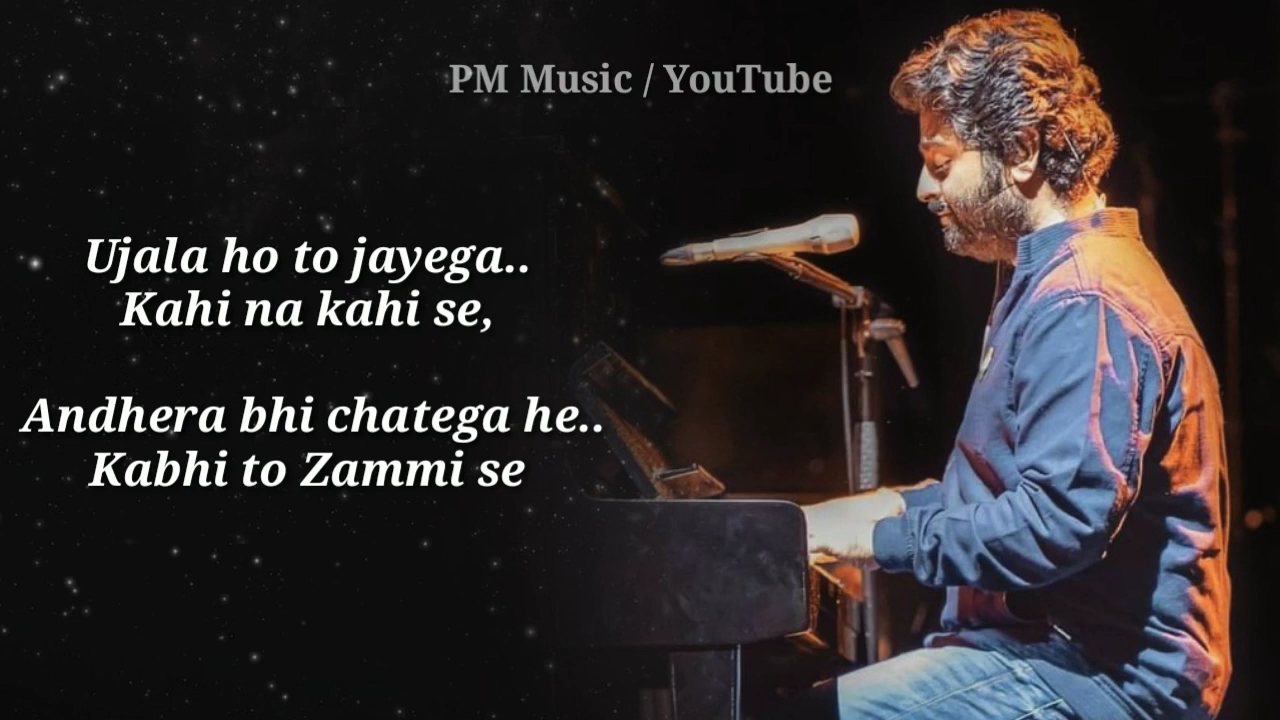 PM Music / YouTube
Ujala ho to jayega..
Kahi na kahi se,
Andhera bhi chatega he..
Kabhi to Zammi se